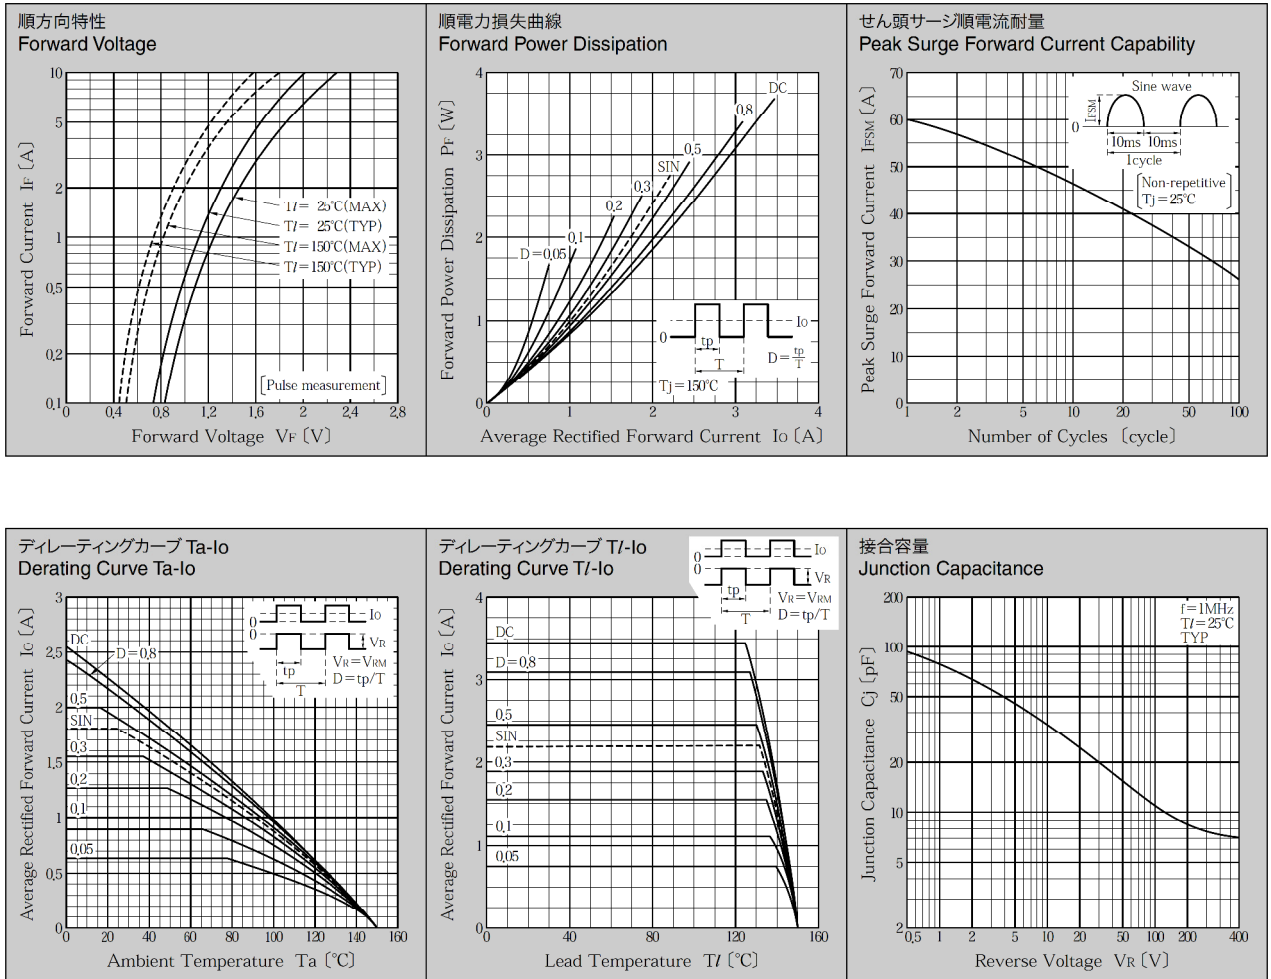 順方向特性
Forward Voltage
10
5
2
1
0.5
0.2
0.1
Forward Current IF〔A〕
Tl= 25℃(MAX)
Tl= 25℃(TYP)
Tl=150℃(MAX)
Tl=150℃(TYP)
〔Pulse measurement〕
0 0.4 0.8 1.2 1.6 2 2.4 2.8
Forward Voltage VF〔V〕
順電力損失曲線
Forward Power Dissipation
4
3
2
1
0
Forward Power Dissipation PF〔W〕
DC
0.8
0.5
SIN
0.3
0.2
0.1
D=0.05
0
IO
tp
T
D=tp/T
Tj=150℃
0 1 2 3 4
Average Rectified Forward Current IO〔A〕
せん頭サージ順電流耐量
Peak Surge Forward Current Capability
70
60
50
40
30
20
10
0
Peak Surge Forward Current IFSM〔A〕
Sine wave
IFSM
0
10ms 10ms
1cycle
Non-repetitive
Tj=25℃
1 2 5 10 20 50 100
Number of Cycles〔cycle〕
ディレーティングカーブ Ta-Io
Derating Curve Ta-Io
3
2.5
2
1.5
1
0.5
0
Average Rectified Forward Current IO〔A〕
DC
D=0.8
0.5
SIN
0.3
0.2
0.1
0.05
0
IO
0
VR
tp
T
VR=VRM
D=tp/T
0 20 40 60 80 100 120 140 160
Ambient Temperature Ta〔℃〕
ディレーティングカーブ Tl-Io
Derating Curve Tl-Io
4
3
2
1
0
Average Rectified Forward Current IO〔A〕
0
IO
0
VR
tp
T
VR=VRM
D=tp/T
DC
D=0.8
0.5
SIN
0.3
0.2
0.1
0.05
0 40 80 120 160
Lead Temperature Tl〔℃〕
接合容量
Junction Capacitance
200
100
50
20
10
5
2
Junction Capacitance Cj〔pF〕
f=1MHz
Tl=25℃
TYP
0.5 1 2 5 10 20 50 100 200 400
Reverse Voltage VR〔V〕